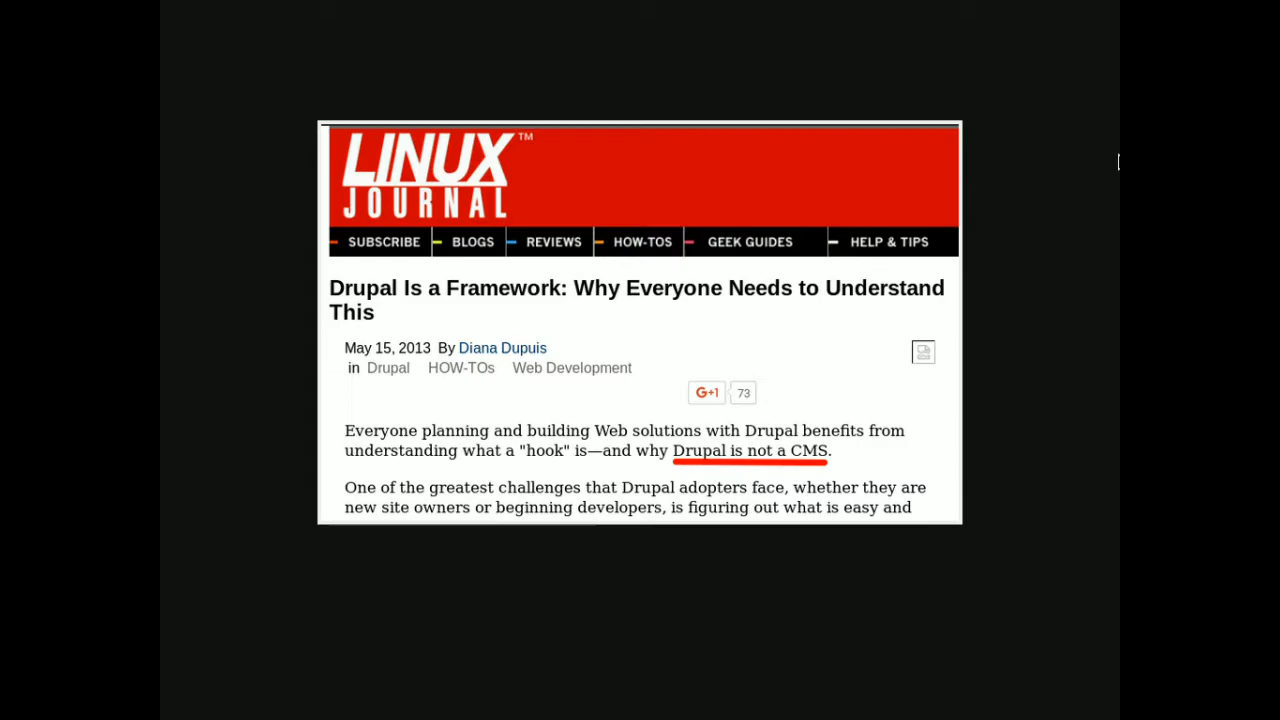 LINUX™
JOURNAL
SUBSCRIBE BLOGS REVIEWS HOW-TOS GEEK GUIDES HELP & TIPS
Drupal Is a Framework: Why Everyone Needs to Understand
This
May 15, 2013 By Diana Dupuis
in Drupal HOW-TOs Web Development
G+1 73
Everyone planning and building Web solutions with Drupal benefits from
understanding what a "hook" is—and why Drupal is not a CMS.
One of the greatest challenges that Drupal adopters face, whether they are
new site owners or beginning developers, is figuring out what is easy and